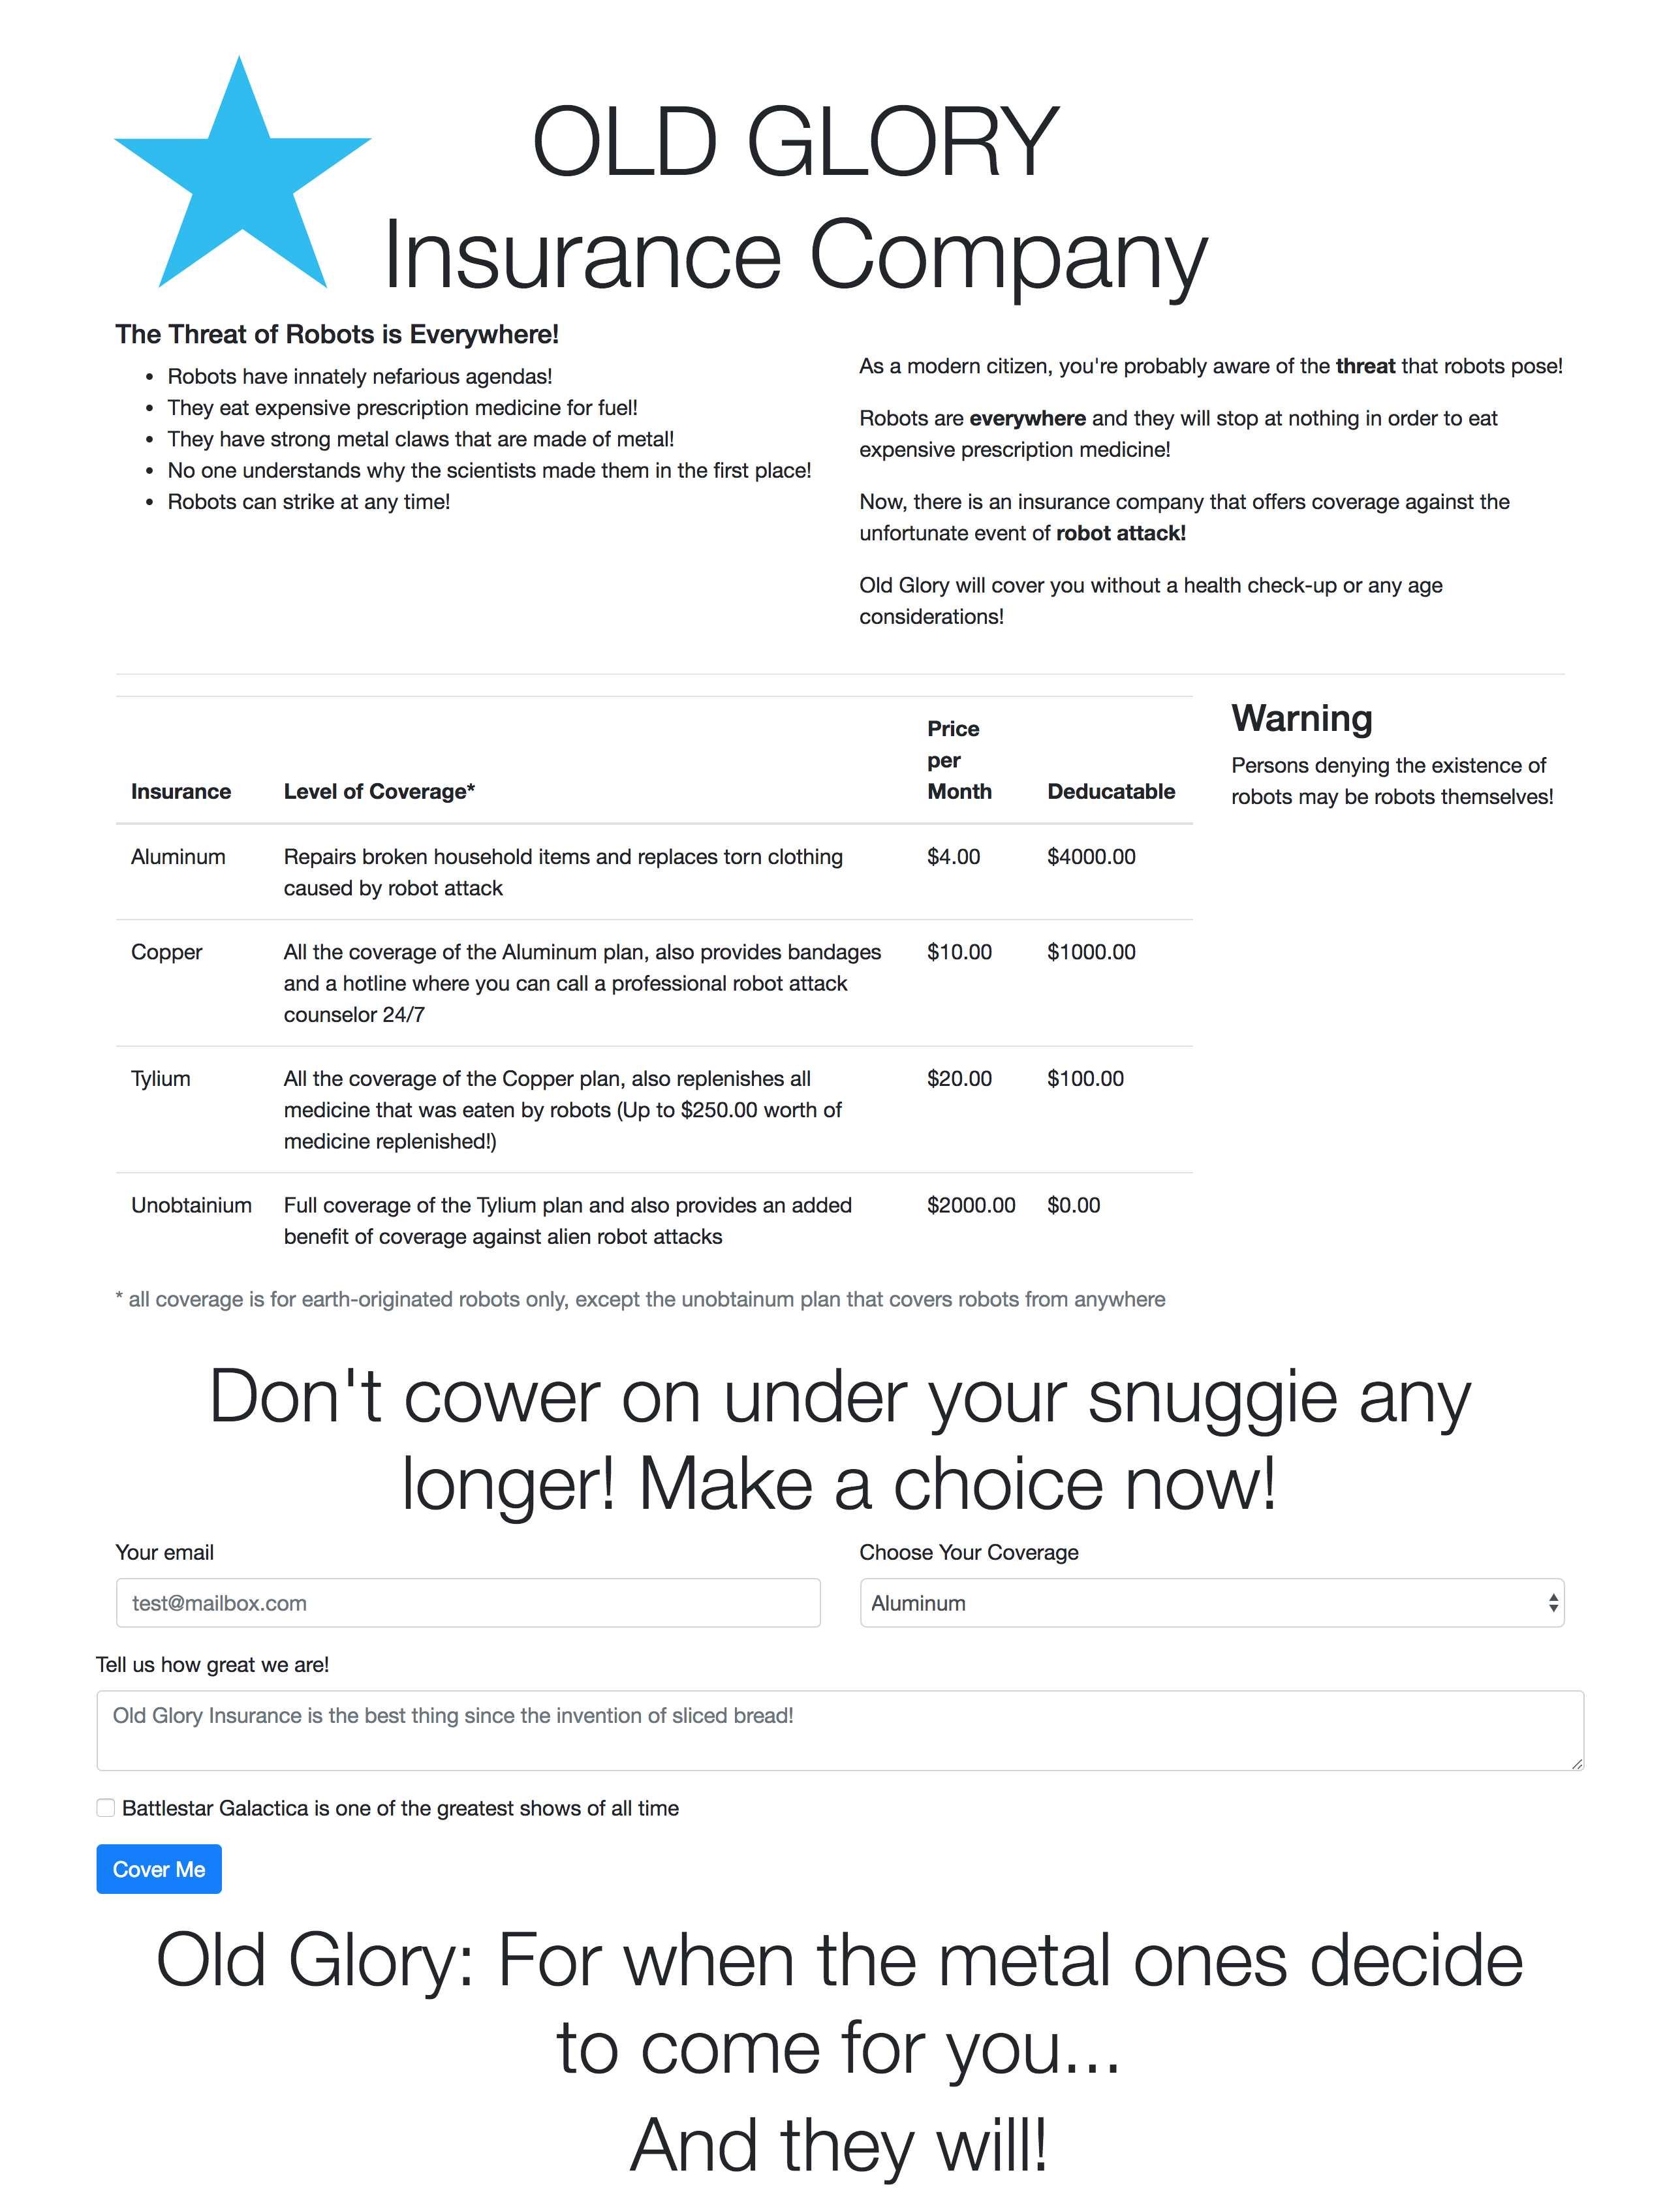 OLD GLORY
Insurance Company
The Threat of Robots is Everywhere!
• Robots have innately nefarious agendas!
• They eat expensive prescription medicine for fuel!
• They have strong metal claws that are made of metal!
• No one understands why the scientists made them in the first place!
• Robots can strike at any time!
As a modern citizen, you're probably aware of the threat that robots pose!
Robots are everywhere and they will stop at nothing in order to eat
expensive prescription medicine!
Now, there is an insurance company that offers coverage against the
unfortunate event of robot attack!
Old Glory will cover you without a health check-up or any age
considerations!
Insurance Level of Coverage* Price per Month Deducatable
Aluminum Repairs broken household items and replaces torn clothing $4.00 $4000.00
caused by robot attack
Copper All the coverage of the Aluminum plan, also provides bandages $10.00 $1000.00
and a hotline where you can call a professional robot attack
counselor 24/7
Tylium All the coverage of the Copper plan, also replenishes all $20.00 $100.00
medicine that was eaten by robots (Up to $250.00 worth of
medicine replenished!)
Unobtainium Full coverage of the Tylium plan and also provides an added $2000.00 $0.00
benefit of coverage against alien robot attacks
Warning
Persons denying the existence of
robots may be robots themselves!
* all coverage is for earth-originated robots only, except the unobtainum plan that covers robots from anywhere
Don't cower on under your snuggie any
longer! Make a choice now!
Your email
test@mailbox.com
Choose Your Coverage
Aluminum
Tell us how great we are!
Old Glory Insurance is the best thing since the invention of sliced bread!
Battlestar Galactica is one of the greatest shows of all time
Cover Me
Old Glory: For when the metal ones decide
to come for you...
And they will!